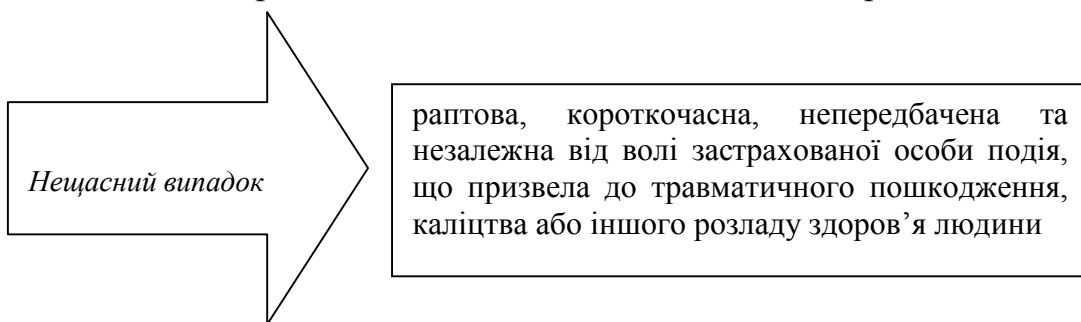 Нещасний випадок
раптова, короткочасна, непередбачена та
незалежна від волі застрахованої особи подія,
що призвела до травматичного пошкодження,
каліцтва або іншого розладу здоров’я людини